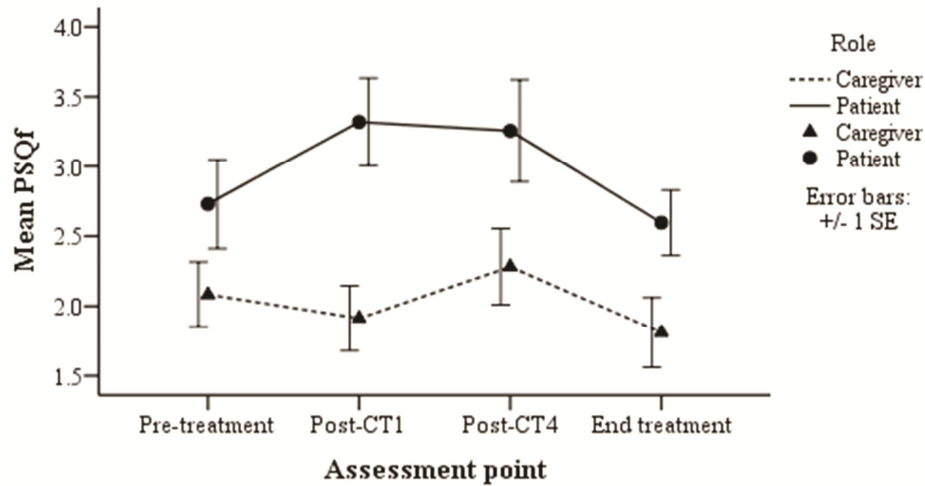 4.0
3.5
3.0
2.5
2.0
1.5
Mean PSQf
Pre-treatment
Post-CT1
Post-CT4
End treatment
Assessment point
Role
Caregiver
Patient
Caregiver
Patient
Error bars:
+/- 1 SE